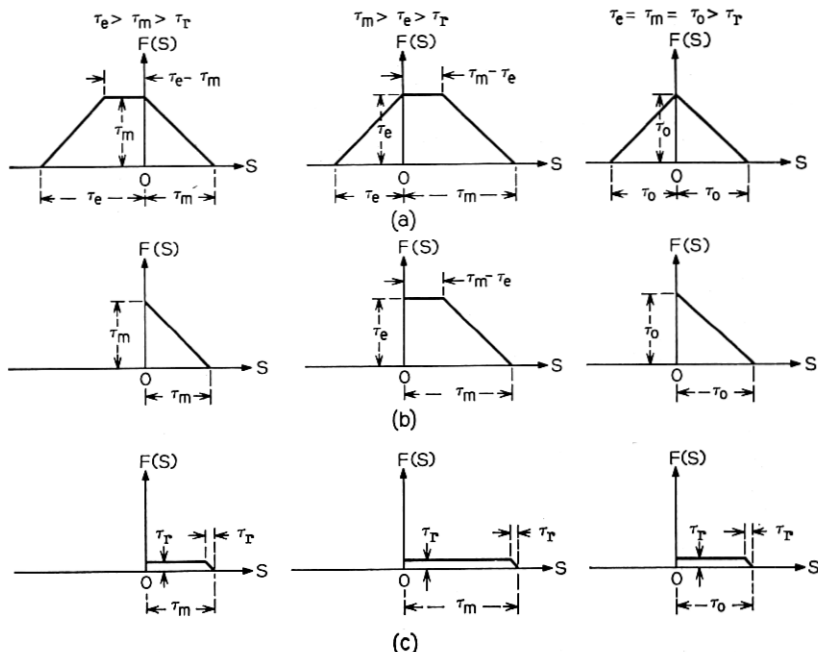 τe > τm > τr
τm > τe > τr
τe = τm = τo > τr
F(S)
F(S)
F(S)
τe − τm
τm − τe
τm
τe
τo
S
S
S
O
O
O
τe
τm
τe
τm
τo
τo
(a)
F(S)
F(S)
F(S)
τm − τe
τm
τe
τo
S
S
S
O
O
O
τm
τm
τo
(b)
F(S)
F(S)
F(S)
τr
τr
τr
τr
τr
τr
S
S
S
O
O
O
τm
τm
τo
(c)